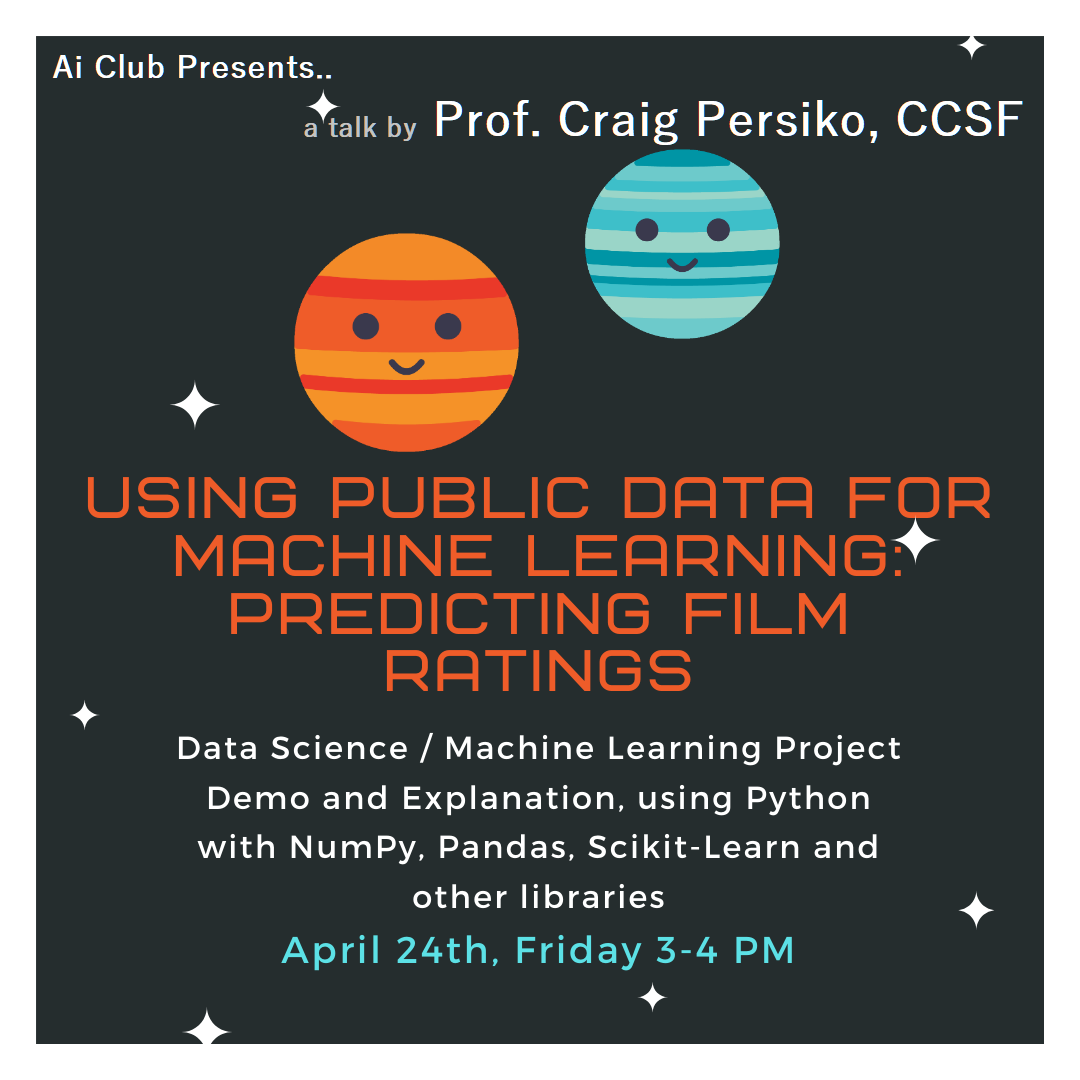 Ai Club Presents..
a talk by Prof. Craig Persiko, CCSF
USING PUBLIC DATA FOR
MACHINE LEARNING:
PREDICTING FILM
RATINGS
Data Science / Machine Learning Project
Demo and Explanation, using Python
with NumPy, Pandas, Scikit-Learn and
other libraries
April 24th, Friday 3-4 PM